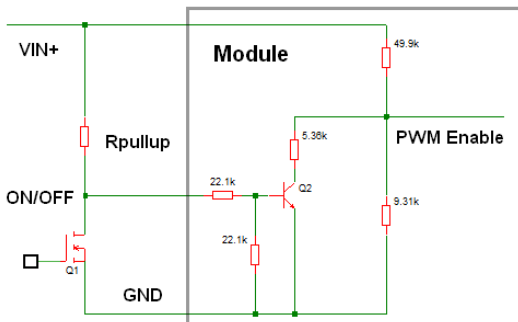 VIN+
Module
49.9k
Rpullup
5.36k
PWM Enable
ON/OFF
22.1k
Q2
9.31k
22.1k
Q1
GND